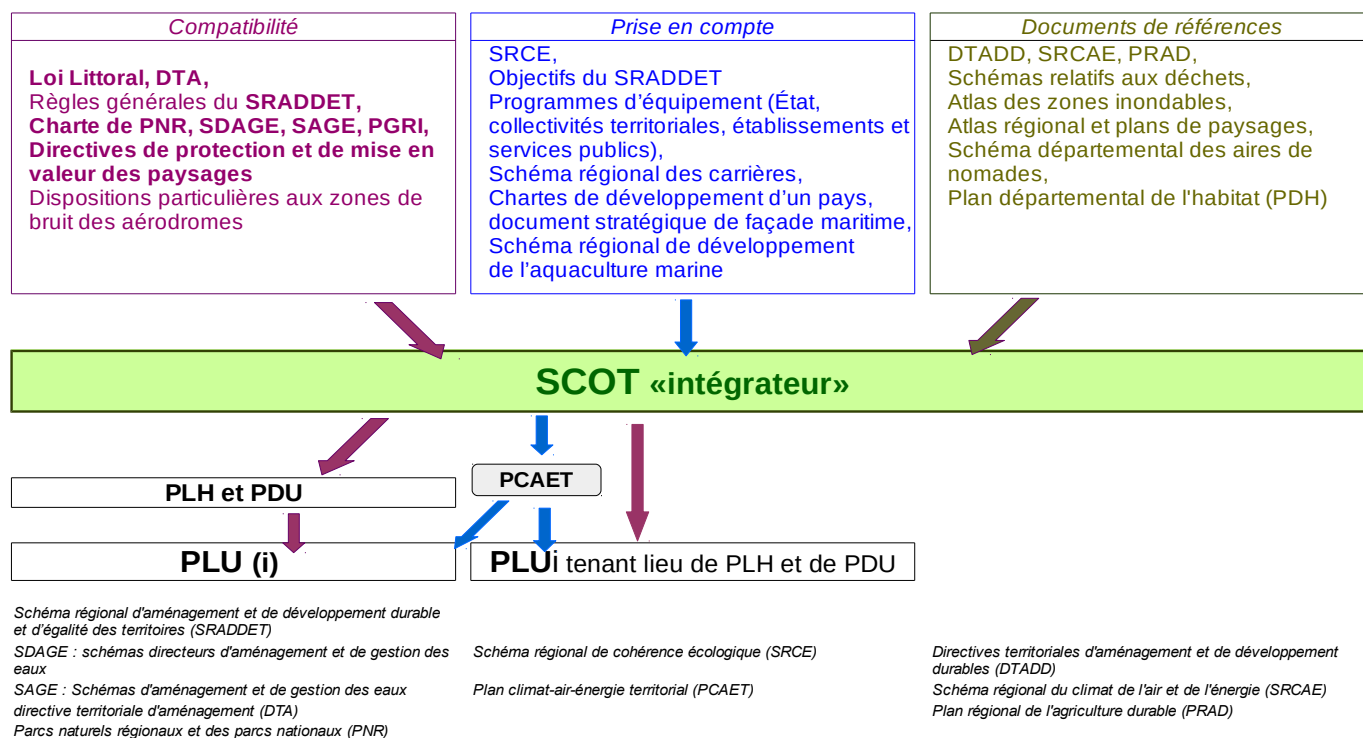 Compatibilité
Loi Littoral, DTA,
Règles générales du SRADDET,
Charte de PNR, SDAGE, SAGE, PGRI,
Directives de protection et de mise en
valeur des paysages
Dispositions particulières aux zones de
bruit des aérodromes
Prise en compte
SRCE,
Objectifs du SRADDET
Programmes d’équipement (État,
collectivités territoriales, établissements et
services publics),
Schéma régional des carrières,
Chartes de développement d’un pays,
document stratégique de façade maritime,
Schéma régional de développement
de l’aquaculture marine
Documents de références
DTADD, SRCAE, PRAD,
Schémas relatifs aux déchets,
Atlas des zones inondables,
Atlas régional et plans de paysages,
Schéma départemental des aires de
nomades,
Plan départemental de l'habitat (PDH)
SCOT «intégrateur»
PLH et PDU
PCAET
PLU (i)
PLUi tenant lieu de PLH et de PDU
Schéma régional d'aménagement et de développement durable
et d’égalité des territoires (SRADDET)
SDAGE : schémas directeurs d'aménagement et de gestion des
eaux
SAGE : Schémas d'aménagement et de gestion des eaux
directive territoriale d'aménagement (DTA)
Parcs naturels régionaux et des parcs nationaux (PNR)
Schéma régional de cohérence écologique (SRCE)
Plan climat-air-énergie territorial (PCAET)
Directives territoriales d'aménagement et de développement
durables (DTADD)
Schéma régional du climat de l'air et de l'énergie (SRCAE)
Plan régional de l'agriculture durable (PRAD)